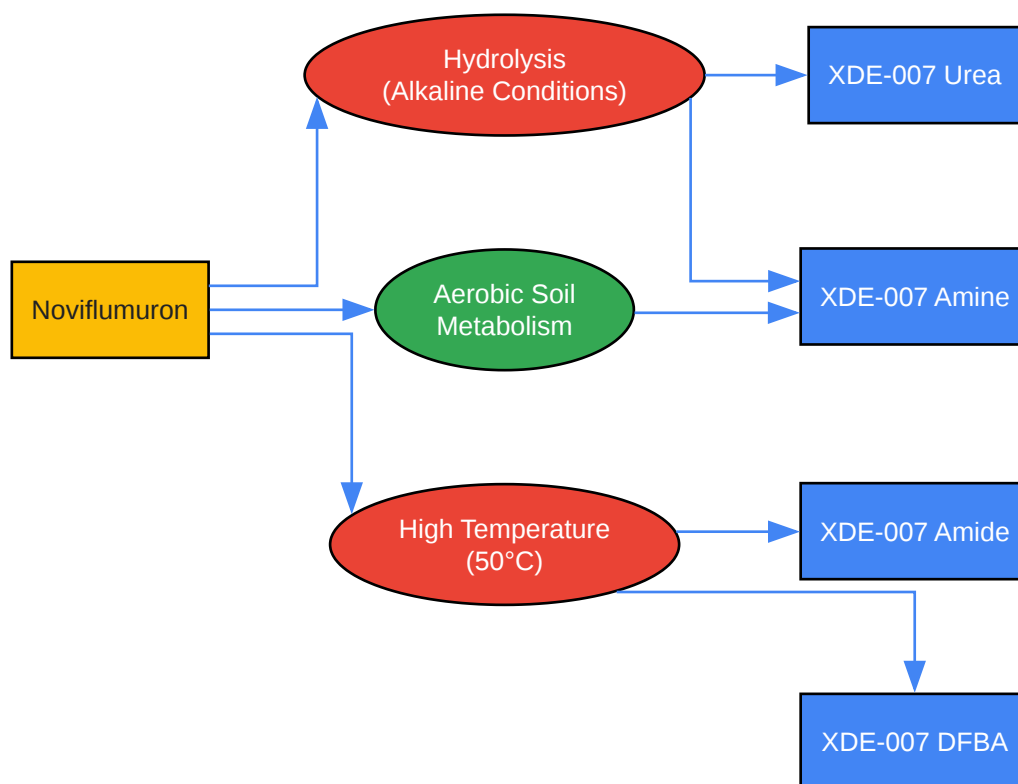 Hydrolysis
(Alkaline Conditions)
XDE-007 Urea
Noviflumuron
Aerobic Soil
Metabolism
XDE-007 Amine
High Temperature
(50°C)
XDE-007 Amide
XDE-007 DFBA